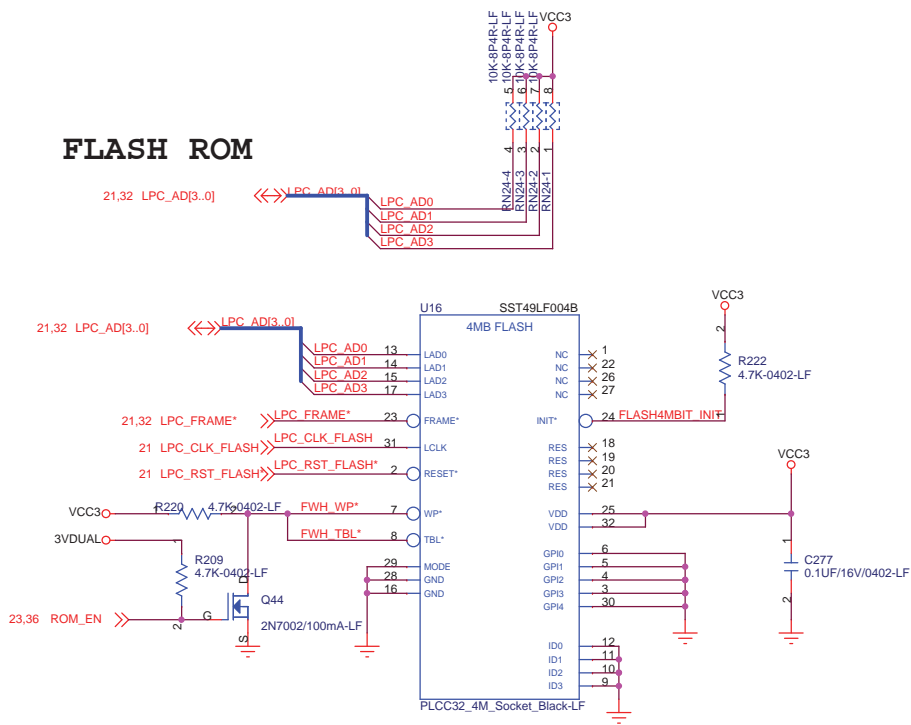 VCC3
10K-8P4R-LF
10K-8P4R-LF
10K-8P4R-LF
10K-8P4R-LF
5 6 7 8
4 3 2 1
RN24-4
RN24-3
RN24-2
RN24-1
FLASH ROM
21,32 LPC_AD[3..0] LPC_AD[3..0]
LPC_AD0
LPC_AD1
LPC_AD2
LPC_AD3
U16 SST49LF004B
4MB FLASH
VCC3
21,32 LPC_AD[3..0] LPC_AD[3..0]
LPC_AD0 13 LAD0 NC 1
LPC_AD1 14 LAD1 NC 22
LPC_AD2 15 LAD2 NC 26
LPC_AD3 17 LAD3 NC 27
2
R222
4.7K-0402-LF
1
21,32 LPC_FRAME* LPC_FRAME* 23 FRAME* INIT* 24 FLASH4MBIT_INIT
21 LPC_CLK_FLASH LPC_CLK_FLASH 31 LCLK RES 18
RES 19
21 LPC_RST_FLASH* LPC_RST_FLASH* 2 RESET* RES 20
RES 21
VCC3
R220 4.7K-0402-LF
VCC3 1 2 FWH_WP* 7 WP* VDD 25
VDD 32
3VDUAL FWH_TBL* 8 TBL*
1
R209
4.7K-0402-LF
2
29 MODE GPI0 6
28 GND GPI1 5
16 GND GPI2 4
GPI3 3
GPI4 30
1
C277
0.1UF/16V/0402-LF
2
23,36 ROM_EN G D S
Q44
2N7002/100mA-LF
ID0 12
ID1 11
ID2 10
ID3 9
PLCC32_4M_Socket_Black-LF